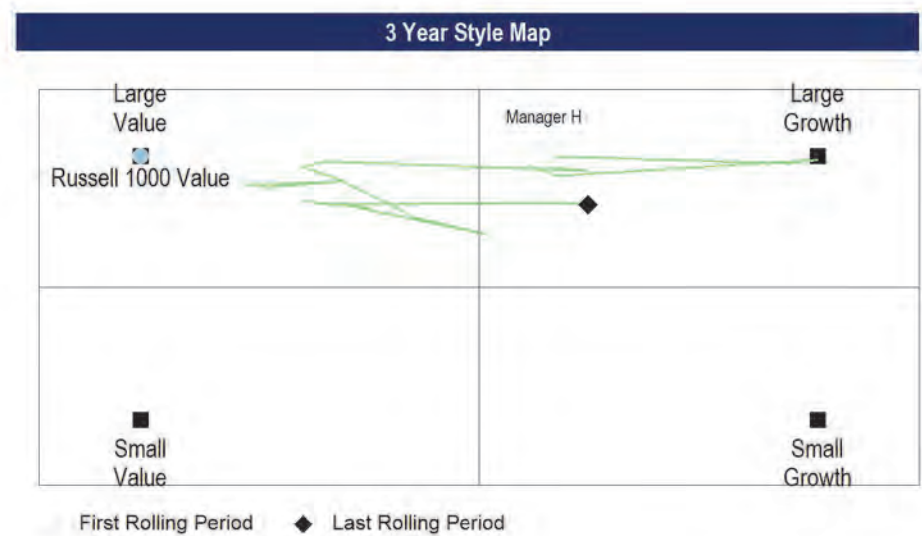 3 Year Style Map
Large
Value
Manager H
Large
Growth
Russell 1000 Value
Small
Value
Small
Growth
First Rolling Period
Last Rolling Period